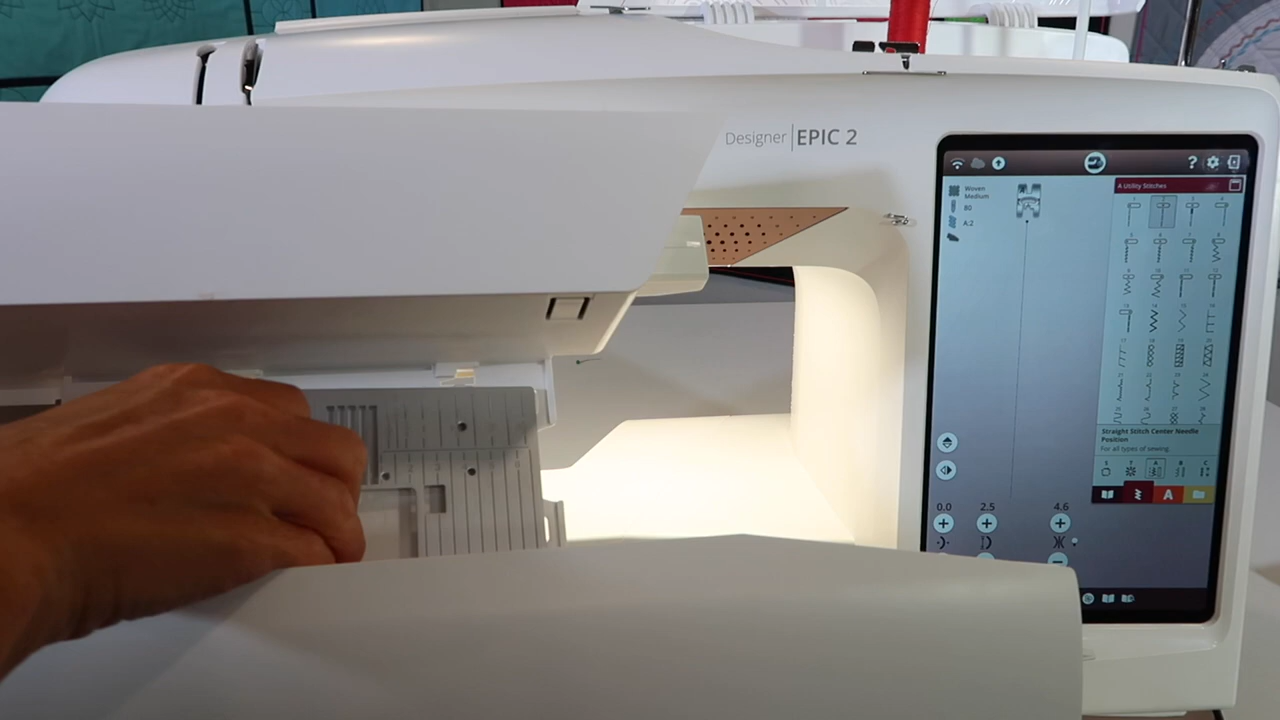 Designer EPIC 2
?
A Utility Stitches
Woven
Medium
80
A:2
Straight Stitch Center Needle
Position
For all types of sewing.
S T A B C
A
0.0 2.5 4.6